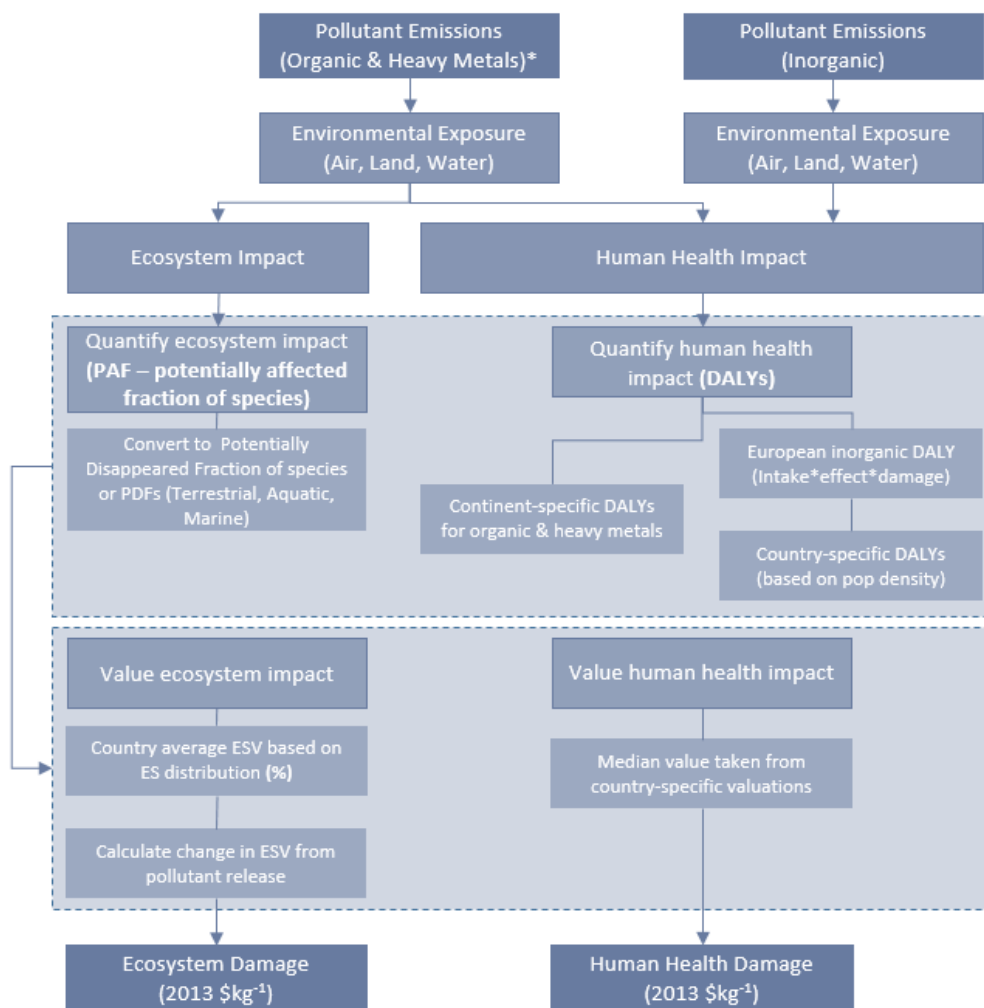 Pollutant Emissions
(Organic & Heavy Metals)*
Pollutant Emissions
(Inorganic)
Environmental Exposure
(Air, Land, Water)
Environmental Exposure
(Air, Land, Water)
Ecosystem Impact
Human Health Impact
Quantify ecosystem impact
(PAF – potentially affected
fraction of species)
Quantify human health
impact (DALYs)
Convert to Potentially
Disappeared Fraction of species
or PDFs (Terrestrial, Aquatic,
Marine)
European inorganic DALY
(Intake*effect*damage)
Continent-specific DALYs
for organic & heavy metals
Country-specific DALYs
(based on pop density)
Value ecosystem impact
Value human health impact
Country average ESV based on
ES distribution (%)
Median value taken from
country-specific valuations
Calculate change in ESV from
pollutant release
Ecosystem Damage
(2013 $kg⁻¹)
Human Health Damage
(2013 $kg⁻¹)